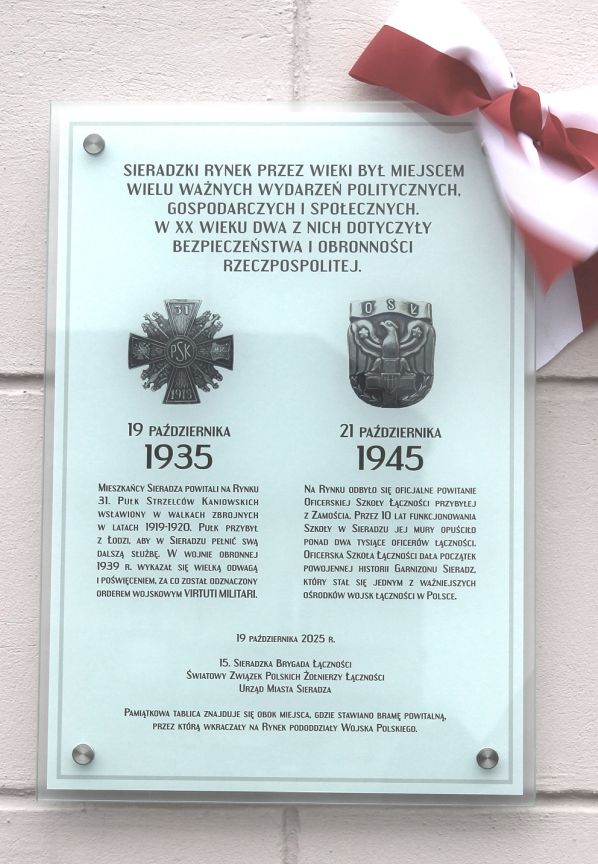 SIERADZKI RYNEK PRZEZ WIEKI BYŁ MIEJSCEM
WIELU WAŻNYCH WYDARZEŃ POLITYCZNYCH,
GOSPODARCZYCH I SPOŁECZNYCH.
W XX WIEKU DWA Z NICH DOTYCZYŁY
BEZPIECZEŃSTWA I OBRONNOŚCI
RZECZPOSPOLITEJ.
31
PSK
1918
19 PAŹDZIERNIKA
1935
MIESZKAŃCY SIERADZA POWITALI NA RYNKU
31. PUŁK STRZELCÓW KANIOWSKICH
WSŁAWIONY W WALKACH ZBROJNYCH
W LATACH 1919-1920. PUŁK PRZYBYŁ
Z ŁODZI, ABY W SIERADZU PEŁNIĆ SWĄ
DALSZĄ SŁUŻBĘ. W WOJNIE OBRONNEJ
1939 R. WYKAZAŁ SIĘ WIELKĄ ODWAGĄ
I POŚWIĘCENIEM, ZA CO ZOSTAŁ ODZNACZONY
ORDEREM WOJSKOWYM VIRTUTI MILITARI.
O S Ł
21 PAŹDZIERNIKA
1945
NA RYNKU ODBYŁO SIĘ OFICJALNE POWITANIE
OFICERSKIEJ SZKOŁY ŁĄCZNOŚCI PRZYBYŁEJ
Z ZAMOŚCIA. PRZEZ 10 LAT FUNKCJONOWANIA
SZKOŁY W SIERADZU JEJ MURY OPUŚCIŁO
PONAD DWA TYSIĄCE OFICERÓW ŁĄCZNOŚCI.
OFICERSKA SZKOŁA ŁĄCZNOŚCI DAŁA POCZĄTEK
POWOJENNEJ HISTORII GARNIZONU SIERADZ,
KTÓRY STAŁ SIĘ JEDNYM Z WAŻNIEJSZYCH
OŚRODKÓW WOJSK ŁĄCZNOŚCI W POLSCE.
19 PAŹDZIERNIKA 2025 R.
15. SIERADZKA BRYGADA ŁĄCZNOŚCI
ŚWIATOWY ZWIĄZEK POLSKICH ŻOŁNIERZY ŁĄCZNOŚCI
URZĄD MIASTA SIERADZA
PAMIĄTKOWA TABLICA ZNAJDUJE SIĘ OBOK MIEJSCA, GDZIE STAWIANO BRAMĘ POWITALNĄ,
PRZEZ KTÓRĄ WKRACZAŁY NA RYNEK PODODDZIAŁY WOJSKA POLSKIEGO.